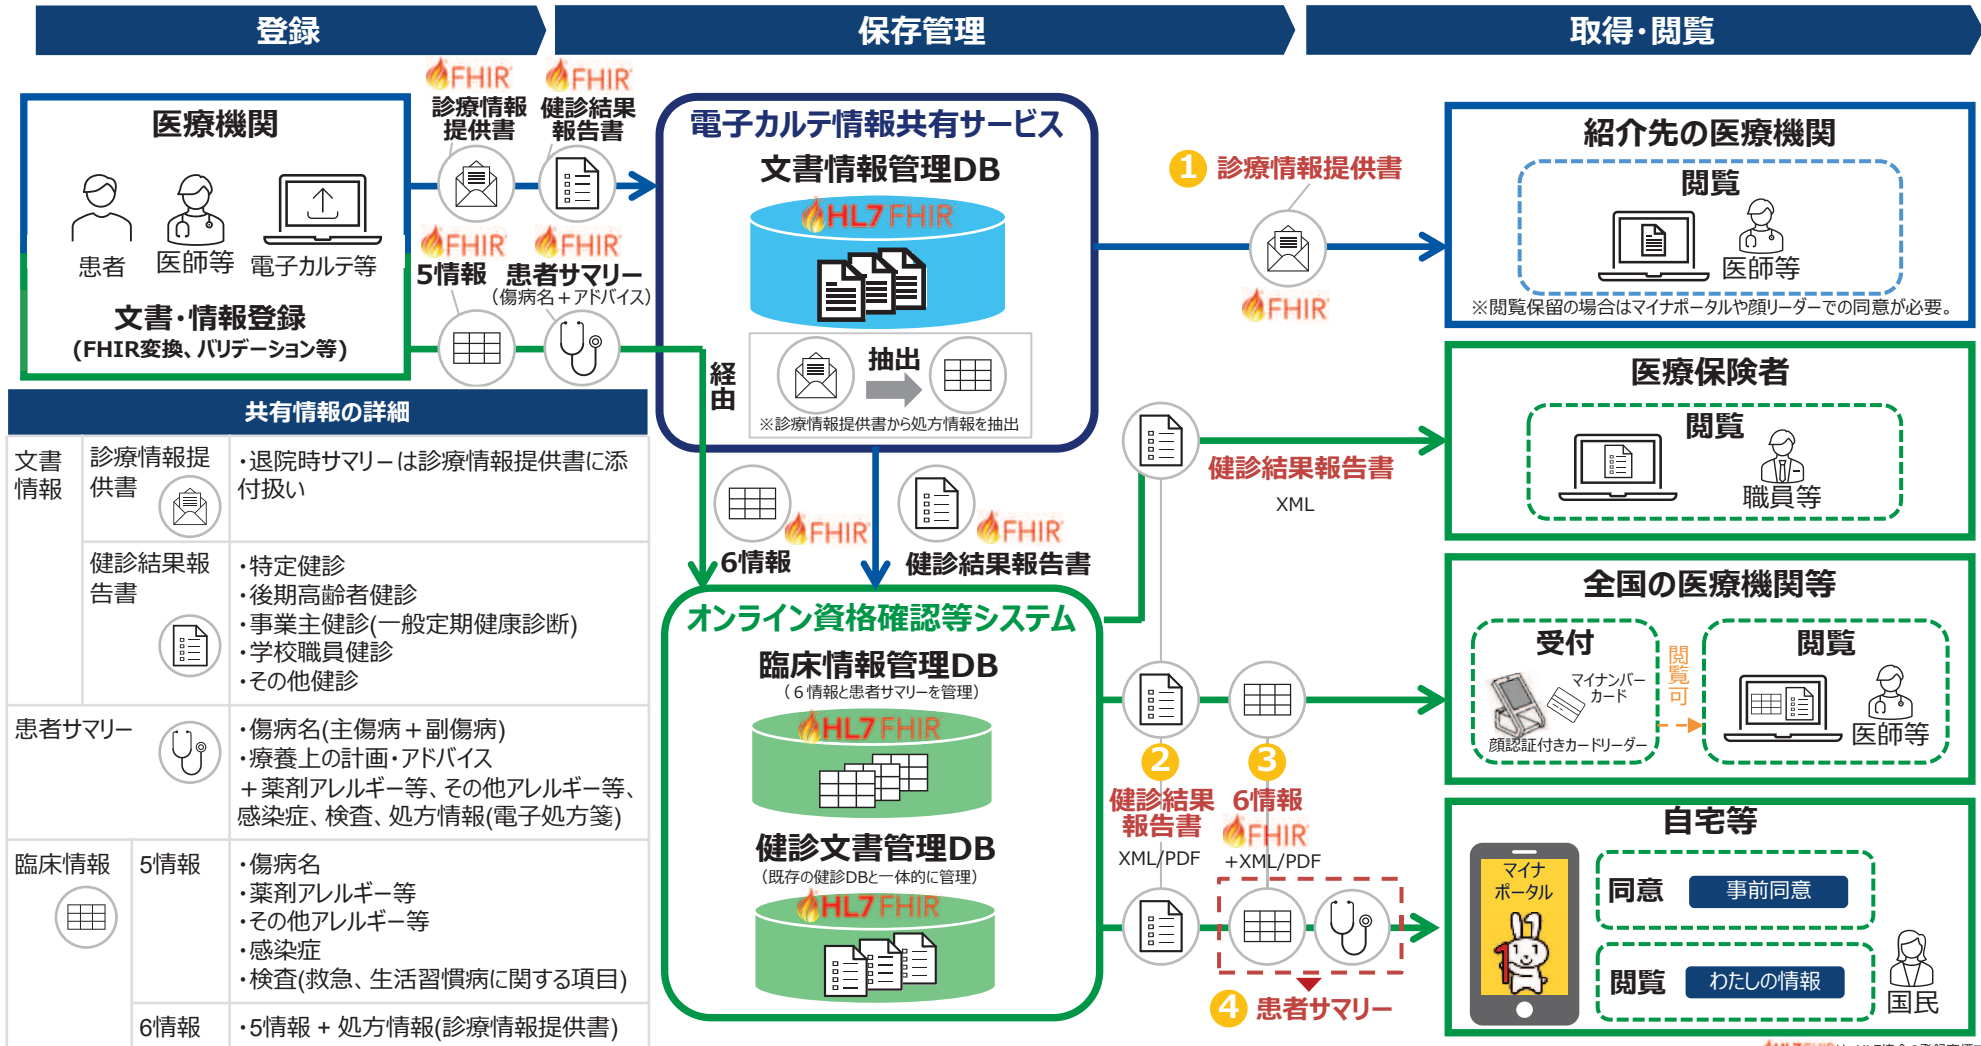 登録
保存管理
取得・閲覧
医療機関
患者
医師等
電子カルテ等
文書・情報登録
(FHIR変換、バリデーション等)
FHIR
診療情報
提供書
FHIR
健診結果
報告書
FHIR
5情報
FHIR
患者サマリー
(傷病名＋アドバイス)
経由
電子カルテ情報共有サービス
文書情報管理DB
HL7 FHIR
抽出
※診療情報提供書から処方情報を抽出
FHIR
6情報
FHIR
健診結果報告書
オンライン資格確認等システム
臨床情報管理DB
(６情報と患者サマリーを管理)
HL7 FHIR
健診文書管理DB
(既存の健診DBと一体的に管理)
HL7 FHIR
1 診療情報提供書
FHIR
健診結果報告書
XML
2
健診結果
報告書
XML/PDF
3
6情報
FHIR
+XML/PDF
4 患者サマリー
紹介先の医療機関
閲覧
医師等
※閲覧保留の場合はマイナポータルや顔リーダーでの同意が必要。
医療保険者
閲覧
職員等
全国の医療機関等
受付
マイナンバー
カード
顔認証付きカードリーダー
閲覧可
閲覧
医師等
自宅等
マイナ
ポータル
同意
事前同意
閲覧
わたしの情報
国民
共有情報の詳細
文書
情報
診療情報提
供書
・退院時サマリーは診療情報提供書に添
付扱い
健診結果報
告書
・特定健診
・後期高齢者健診
・事業主健診(一般定期健康診断)
・学校職員健診
・その他健診
患者サマリー
・傷病名(主傷病＋副傷病)
・療養上の計画・アドバイス
＋薬剤アレルギー等、その他アレルギー等、
感染症、検査、処方情報(電子処方箋)
臨床情報
5情報
・傷病名
・薬剤アレルギー等
・その他アレルギー等
・感染症
・検査(救急、生活習慣病に関する項目)
6情報
・5情報 + 処方情報(診療情報提供書)